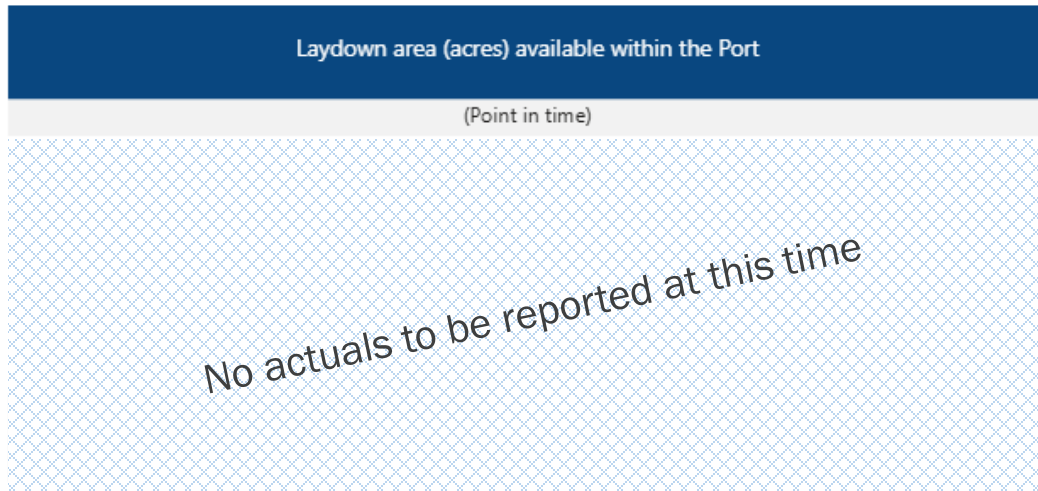 Laydown area (acres) available within the Port
(Point in time)
No actuals to be reported at this time